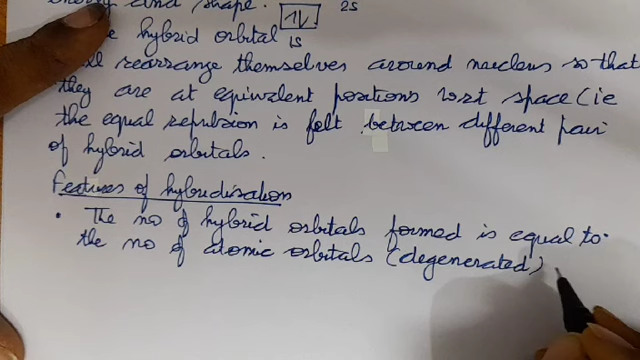 and shape. 2s
hybrid orbital 1s
rearrange themselves around nucleus so that
they are at equivalent positions w.r.t space (ie
the equal repulsion is felt between different pair
of hybrid orbitals.
Features of hybridisation
• The no of hybrid orbitals formed is equal to
the no of atomic orbitals (degenerated)